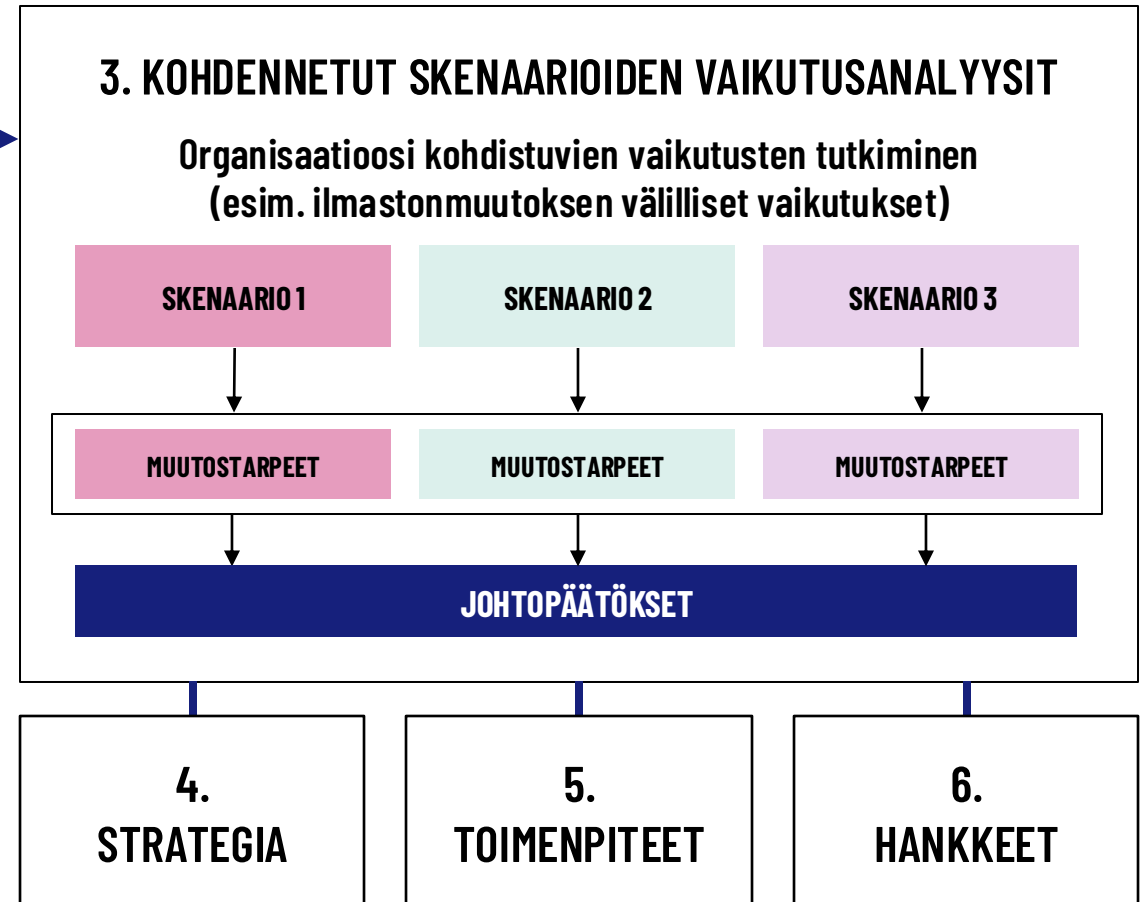 3. KOHDENNETUT SKENAARIOIDEN VAIKUTUSANALYYSIT
Organisaatioosi kohdistuvien vaikutusten tutkiminen
(esim. ilmastonmuutoksen välilliset vaikutukset)
SKENAARIO 1
SKENAARIO 2
SKENAARIO 3
MUUTOSTARPEET
MUUTOSTARPEET
MUUTOSTARPEET
JOHTOPÄÄTÖKSET
4.
STRATEGIA
5.
TOIMENPITEET
6.
HANKKEET